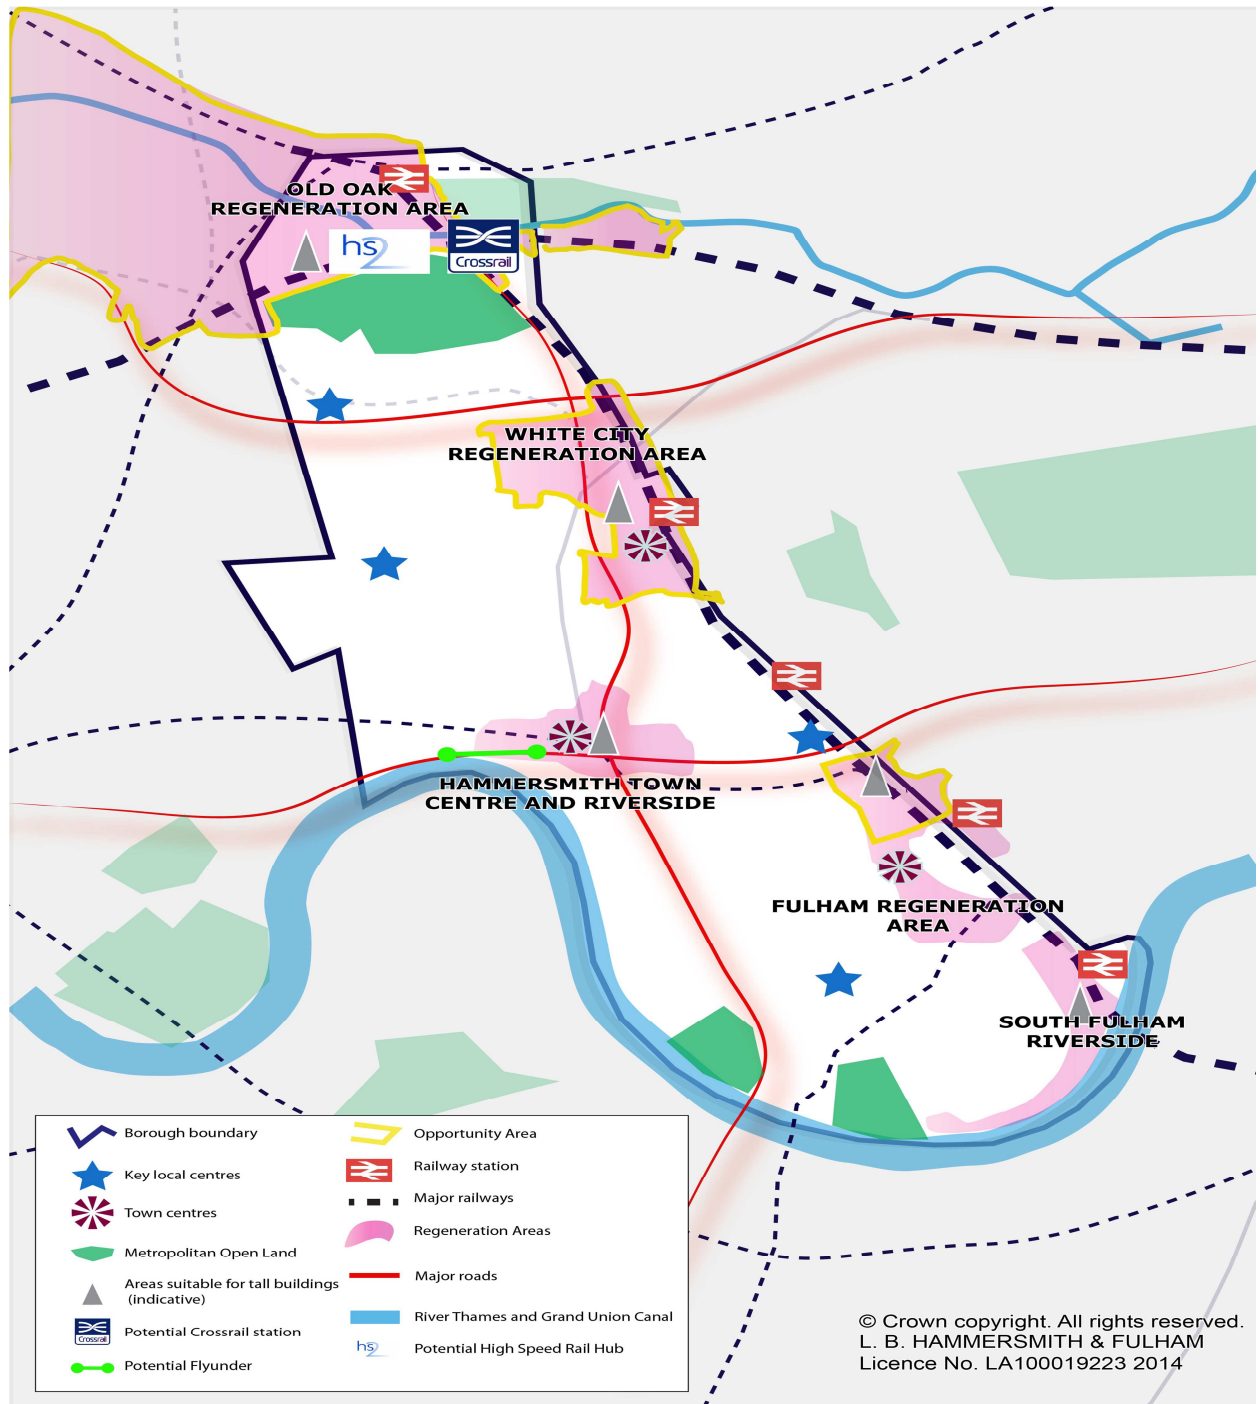 OLD OAK
REGENERATION AREA
hs2
Crossrail
WHITE CITY
REGENERATION AREA
HAMMERSMITH TOWN
CENTRE AND RIVERSIDE
FULHAM REGENERATION
AREA
SOUTH FULHAM
RIVERSIDE
Borough boundary
Key local centres
Town centres
Metropolitan Open Land
Areas suitable for tall buildings
(indicative)
Crossrail
Potential Crossrail station
Potential Flyunder
Opportunity Area
Railway station
Major railways
Regeneration Areas
Major roads
River Thames and Grand Union Canal
hs2
Potential High Speed Rail Hub
© Crown copyright. All rights reserved.
L. B. HAMMERSMITH & FULHAM
Licence No. LA100019223 2014